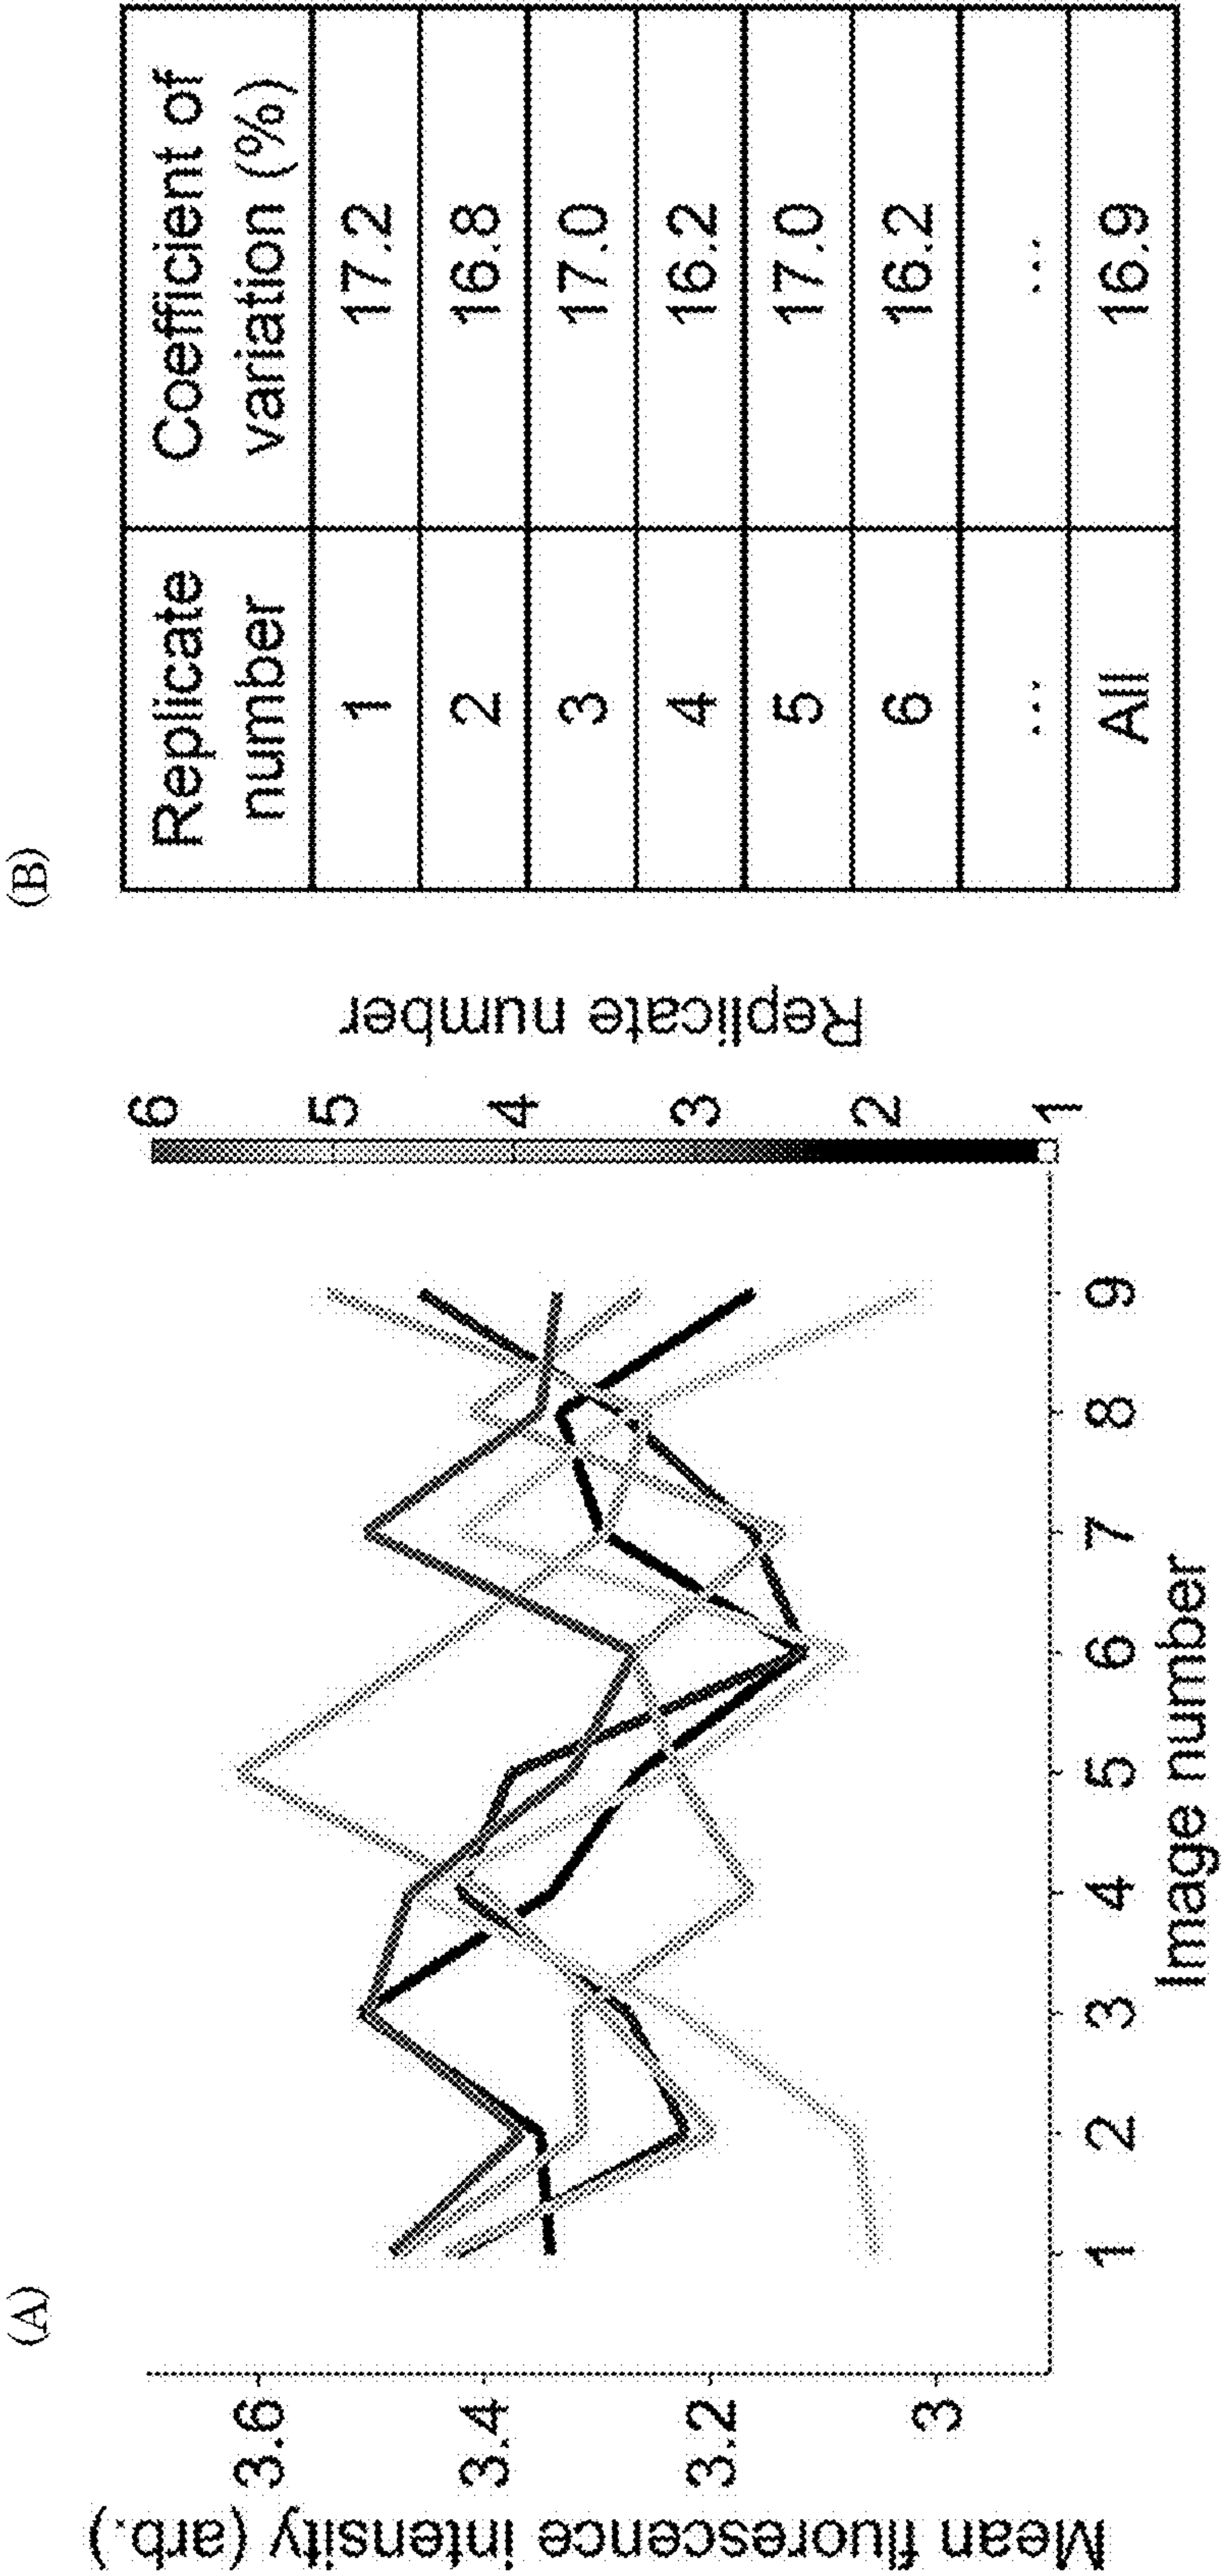 (A)
Mean fluorescence intensity (arb.)
3.6
3.4
3.2
3
1 2 3 4 5 6 7 8 9
Image number
6
5
4
3
2
1
Replicate number
(B)
Replicate number Coefficient of variation (%)
1 17.2
2 16.8
3 17.0
4 16.2
5 17.0
6 16.2
... ...
All 16.9